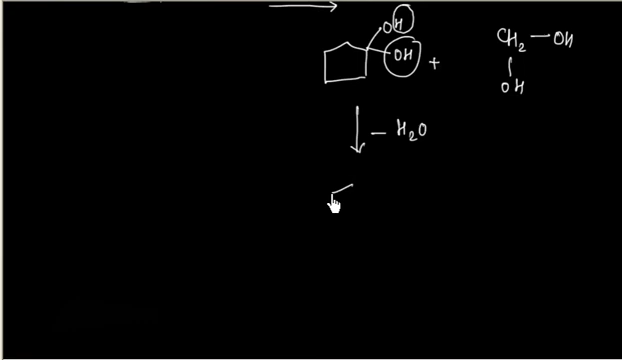 OH
OH + CH2 — OH
OH
— H2O